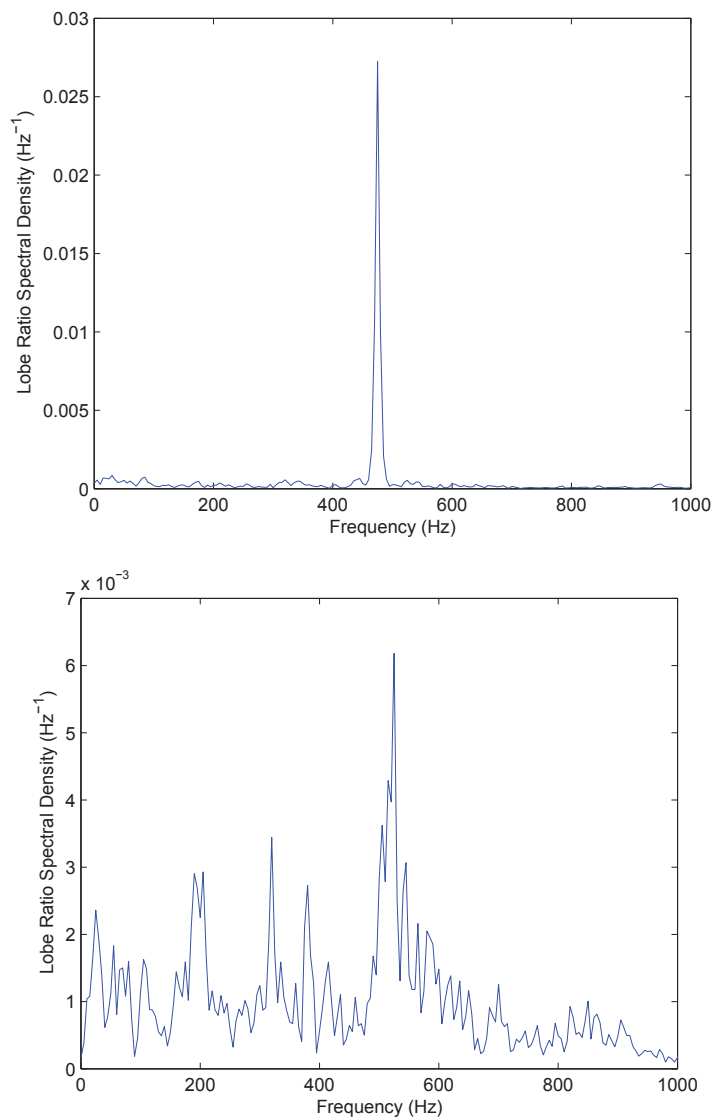 0.03
0.025
0.02
0.015
0.01
0.005
0
Lobe Ratio Spectral Density (Hz⁻¹)
0 200 400 600 800 1000
Frequency (Hz)
x 10⁻³
7
6
5
4
3
2
1
0
Lobe Ratio Spectral Density (Hz⁻¹)
0 200 400 600 800 1000
Frequency (Hz)